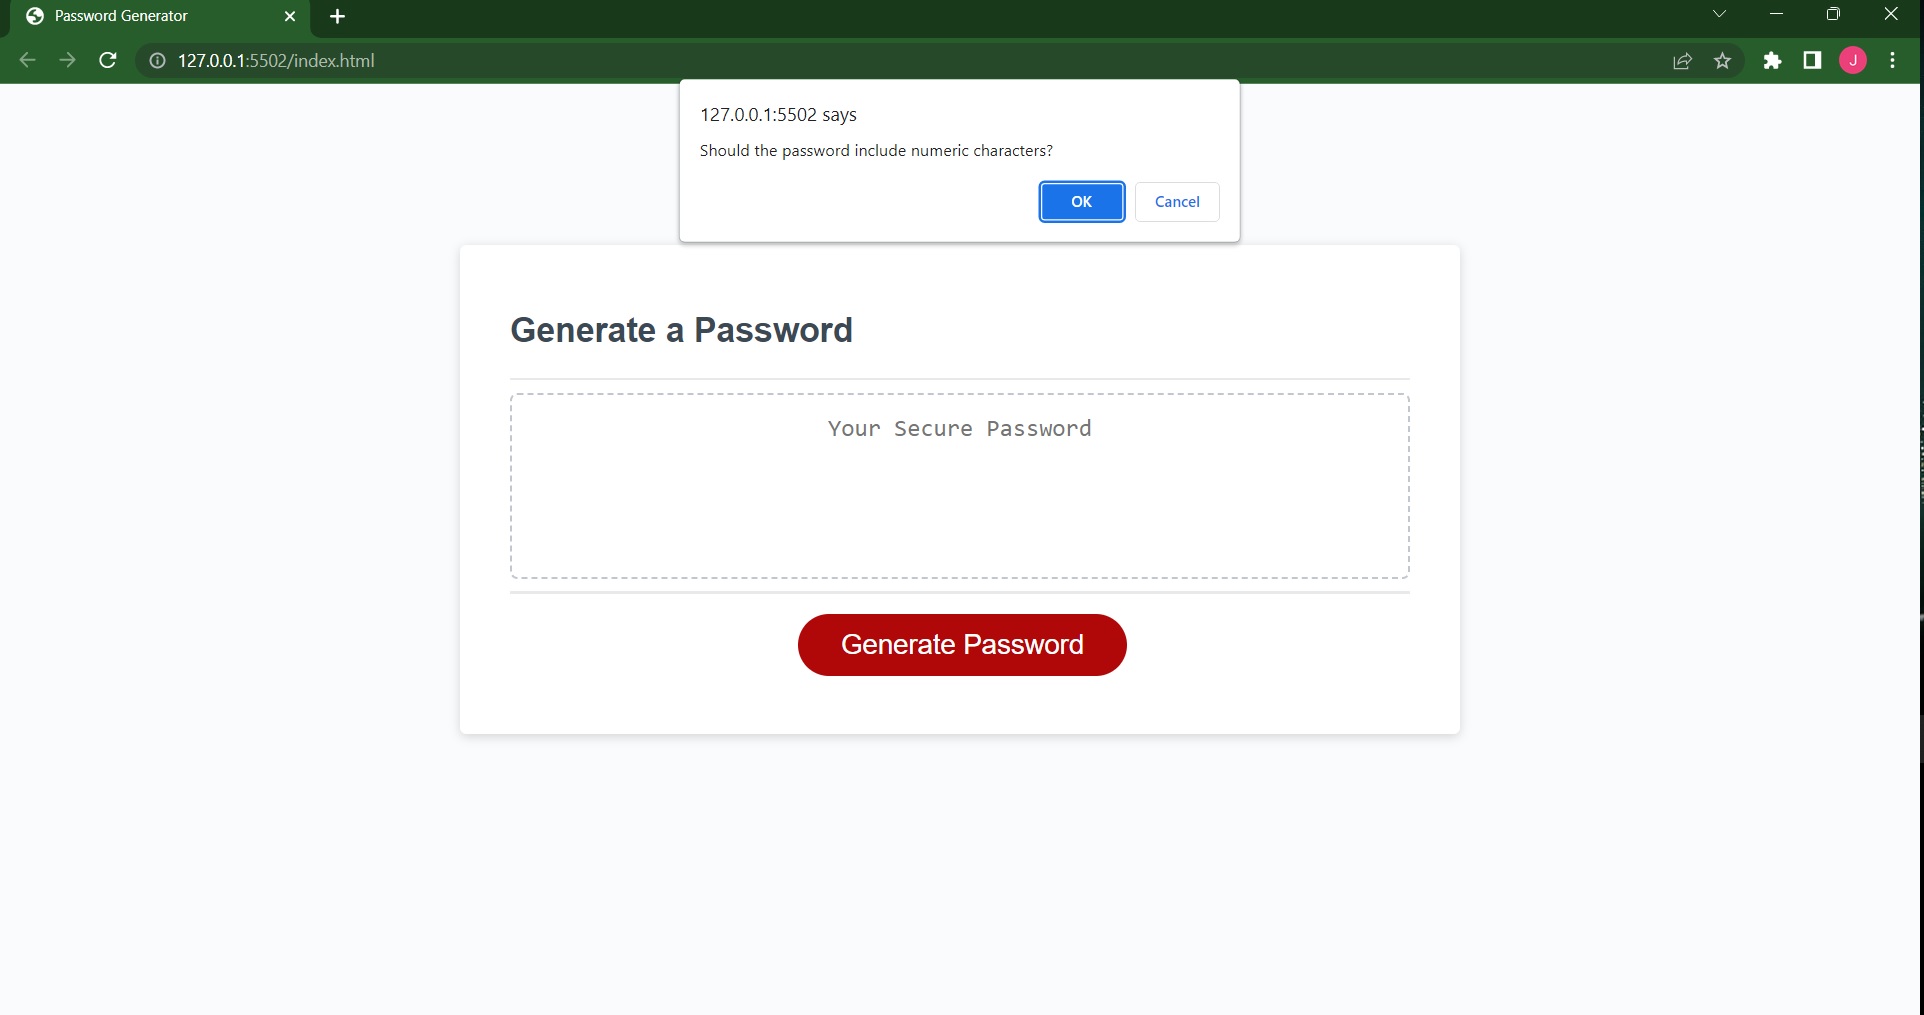 Password Generator
127.0.0.1:5502/index.html
J
127.0.0.1:5502 says
Should the password include numeric characters?
OK
Cancel
Generate a Password
Your Secure Password
Generate Password